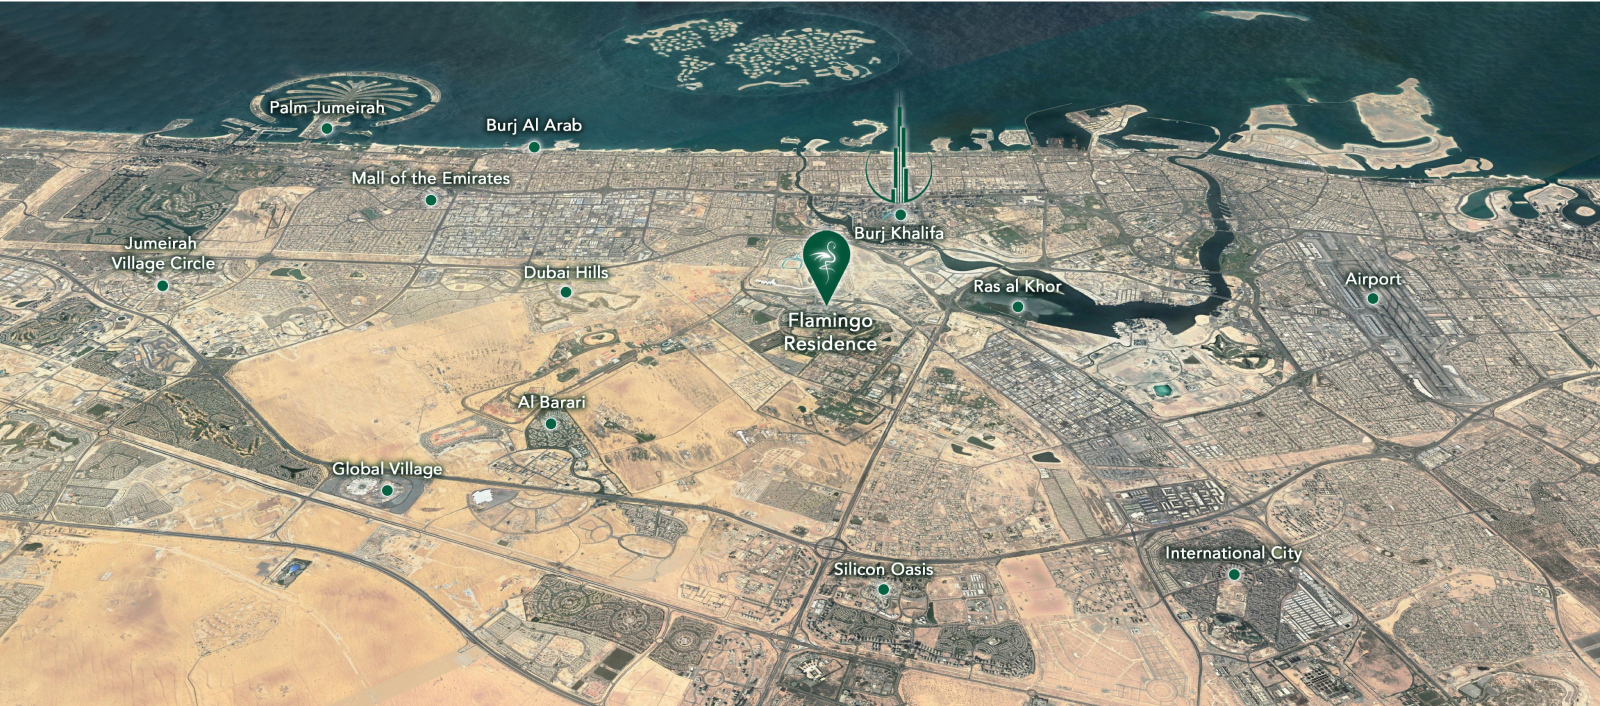 Palm Jumeirah
Burj Al Arab
Mall of the Emirates
Burj Khalifa
Jumeirah
Village Circle
Dubai Hills
Ras al Khor
Airport
Flamingo
Residence
Al Barari
Global Village
International City
Silicon Oasis